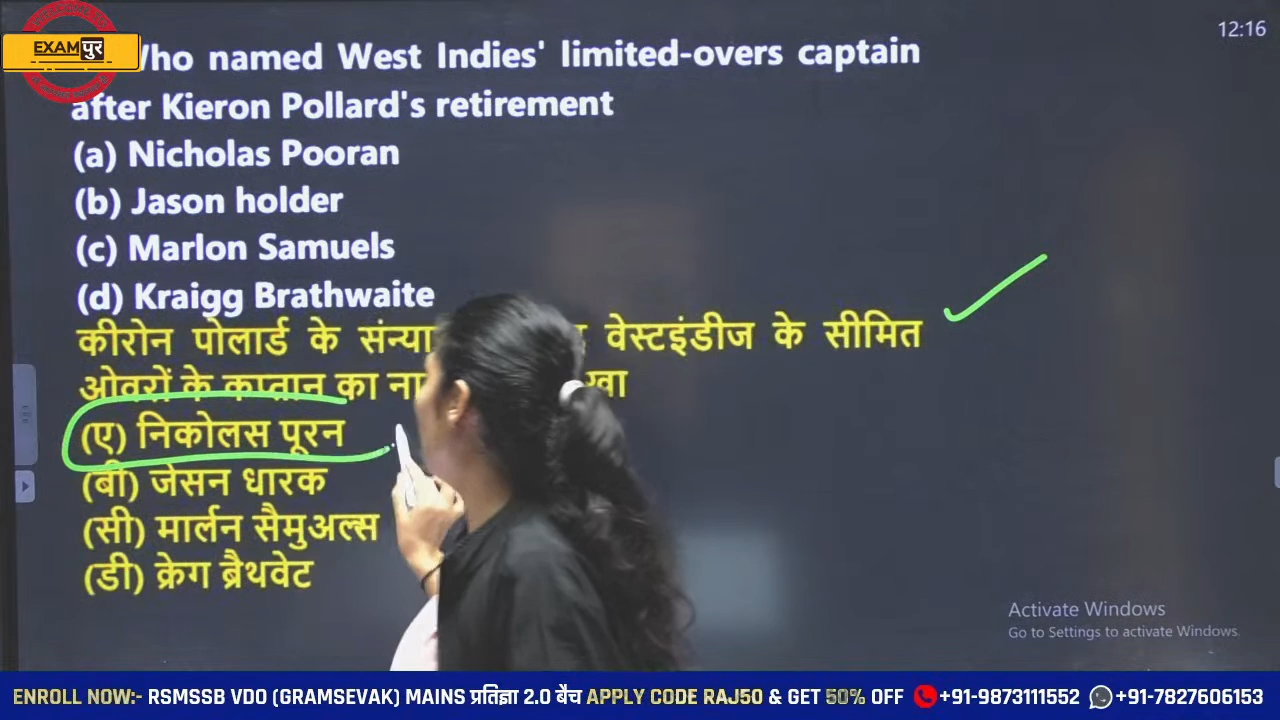 EXAMपुर
12:16
Who named West Indies' limited-overs captain
after Kieron Pollard's retirement
(a) Nicholas Pooran
(b) Jason holder
(c) Marlon Samuels
(d) Kraigg Brathwaite
कीरोन पोलार्ड के वेस्टइंडीज के सीमित
ओवरों के कप्तान का
(ए) निकोलस पूरन
(बी) जेसन धारक
(सी) मार्लन सैमुअल्स
(डी) क्रेग ब्रैथवेट
Activate Windows
Go to Settings to activate Windows.
ENROLL NOW:- RSMSSB VDO (GRAMSEVAK) MAINS प्रतिज्ञा 2.0 बैच APPLY CODE RAJ50 & GET 50% OFF +91-9873111552 +91-7827606153